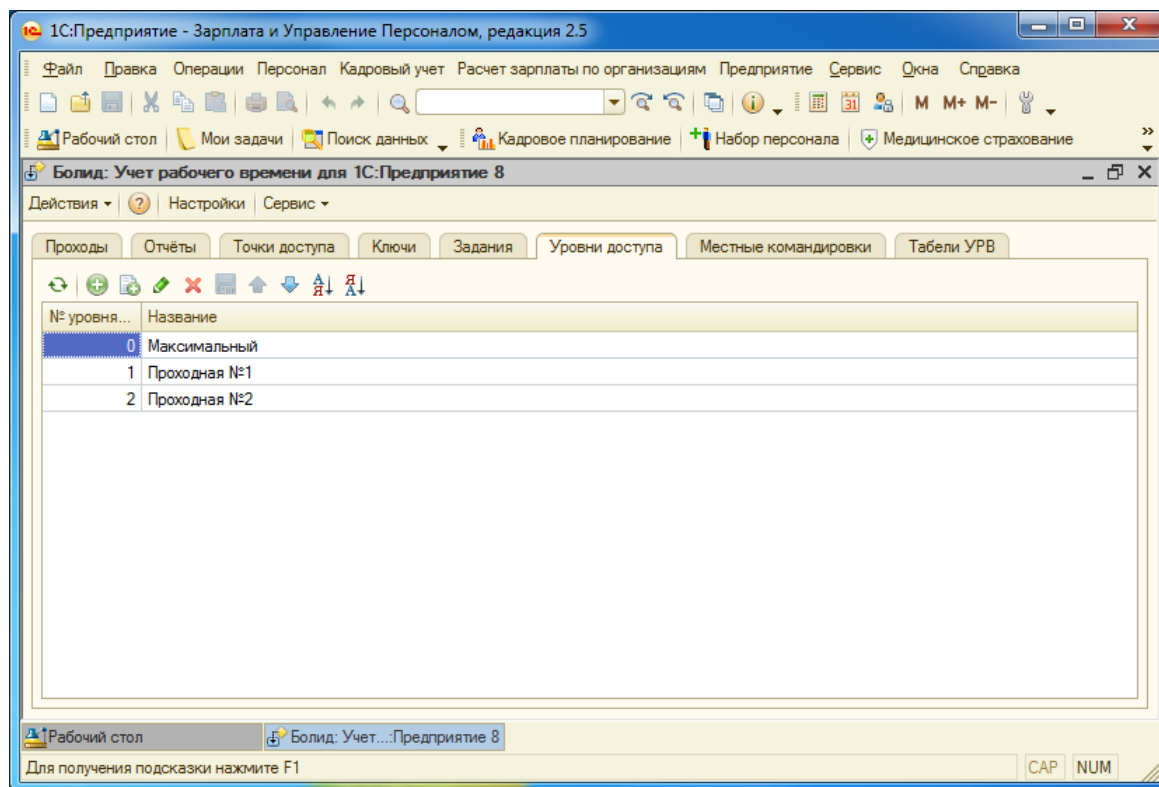 1С:Предприятие - Зарплата и Управление Персоналом, редакция 2.5
Файл Правка Операции Персонал Кадровый учет Расчет зарплаты по организациям Предприятие Сервис Окна Справка
M M+ M-
Рабочий стол Мои задачи Поиск данных Кадровое планирование Набор персонала Медицинское страхование
Болид: Учет рабочего времени для 1С:Предприятие 8
Действия Настройки Сервис
Проходы Отчёты Точки доступа Ключи Задания Уровни доступа Местные командировки Табели УРВ
№ уровня... Название
0 Максимальный
1 Проходная №1
2 Проходная №2
Рабочий стол Болид: Учет...:Предприятие 8
Для получения подсказки нажмите F1 CAP NUM